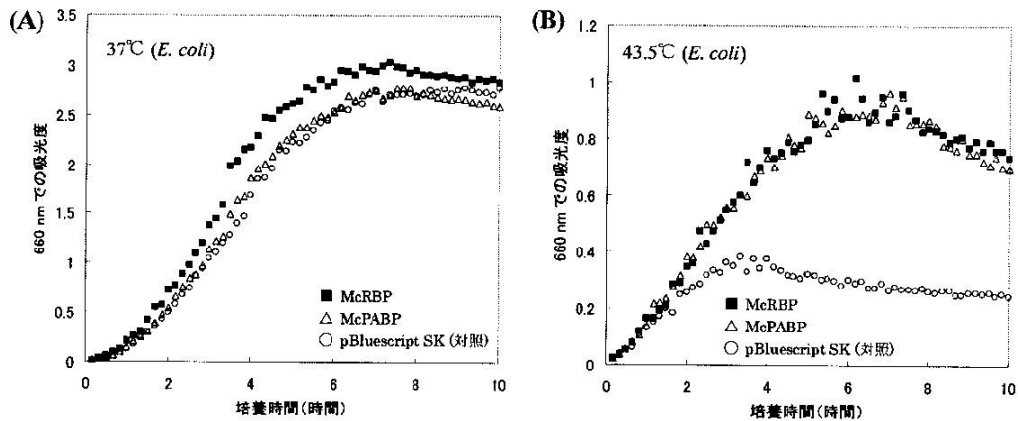 (A)
37℃ (E. coli)
660 nm での吸光度
3.5
3
2.5
2
1.5
1
0.5
0
■ McRBP
△ McPABP
○ pBluescript SK (対照)
0 2 4 6 8 10
培養時間(時間)
(B)
43.5℃ (E. coli)
660 nm での吸光度
1.2
1
0.8
0.6
0.4
0.2
0
■ McRBP
△ McPABP
○ pBluescript SK (対照)
0 2 4 6 8 10
培養時間(時間)